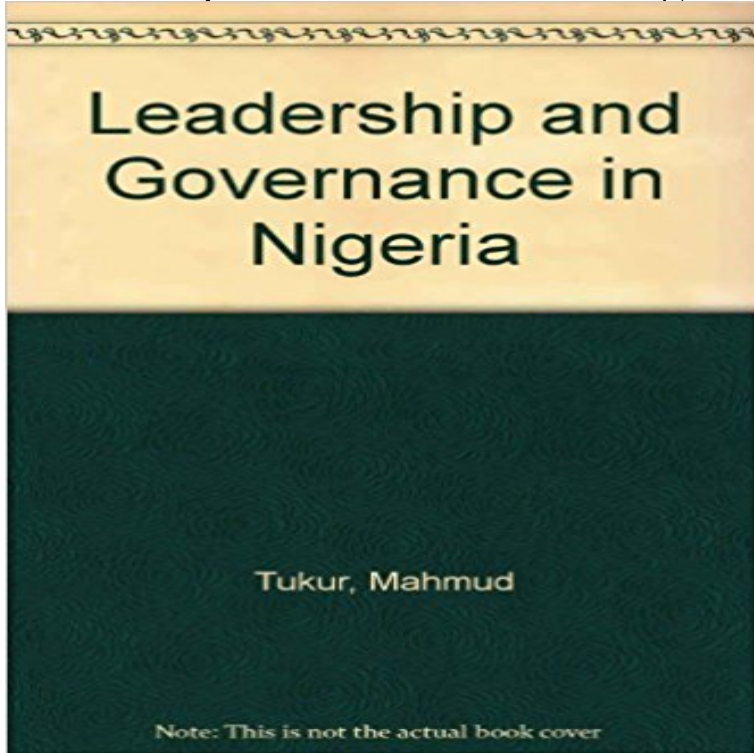 Leadership and
Governance in
Nigeria
Tukur, Mahmud
Note: This is not the actual book cover